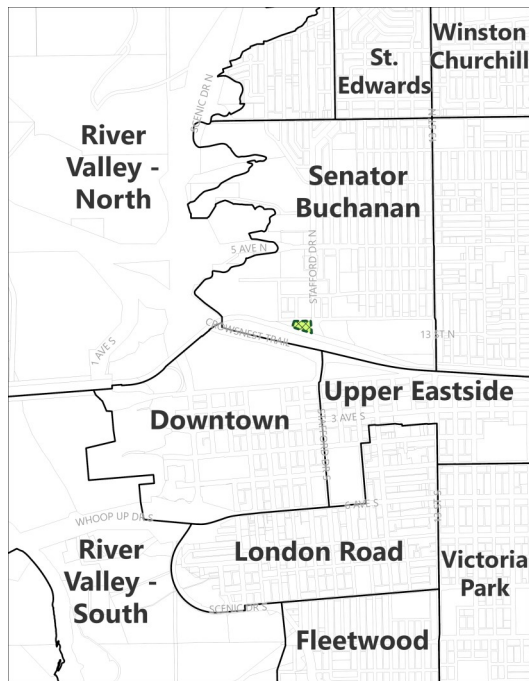 Winston
Churchill
St.
Edwards
SCENIC DR N
River
Valley -
North
Senator
Buchanan
5 AVE N
STAFFORD DR N
CROWSNEST TRAIL
13 ST N
1 AVE S
Upper Eastside
Downtown
3 AVE S
6 AVE S
WHOOP UP DR S
London Road
River
Valley -
South
Victoria
Park
SCENIC DR S
Fleetwood